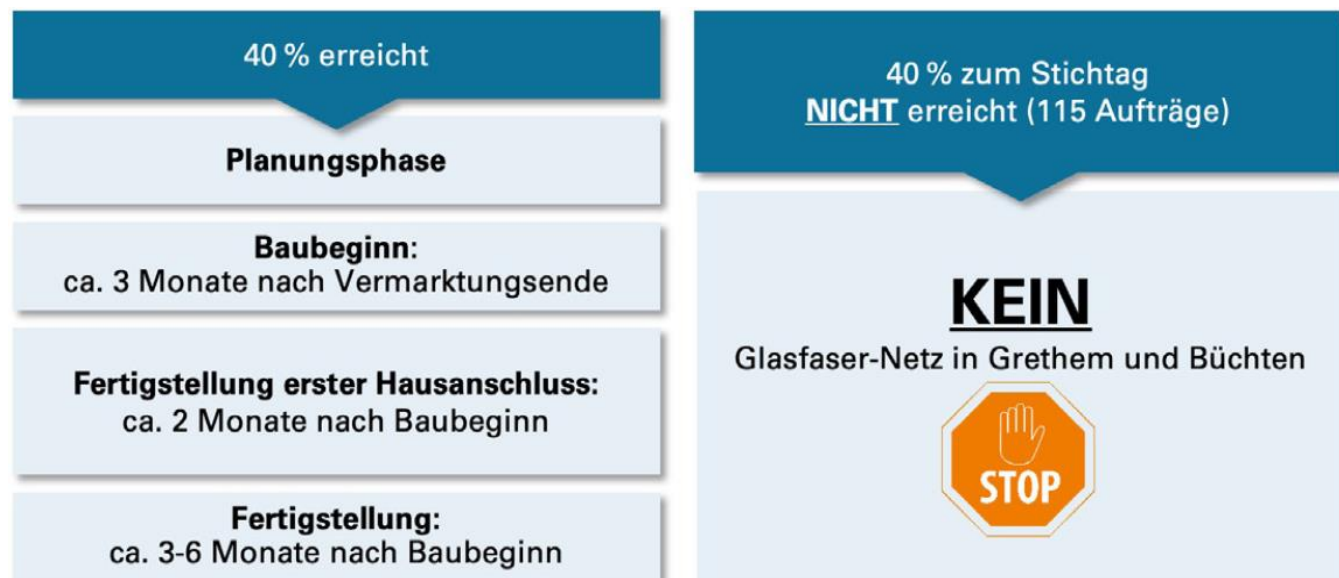 40 % erreicht
Planungsphase
Baubeginn:
ca. 3 Monate nach Vermarktungsende
Fertigstellung erster Hausanschluss:
ca. 2 Monate nach Baubeginn
Fertigstellung:
ca. 3-6 Monate nach Baubeginn
40 % zum Stichtag
NICHT erreicht (115 Aufträge)
KEIN
Glasfaser-Netz in Grethem und Büchten
STOP